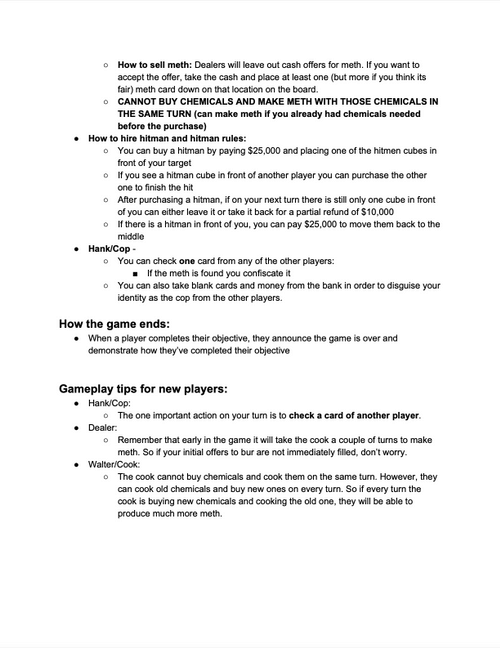 ○ How to sell meth: Dealers will leave out cash offers for meth. If you want to
accept the offer, take the cash and place at least one (but more if you think its
fair) meth card down on that location on the board.
○ CANNOT BUY CHEMICALS AND MAKE METH WITH THOSE CHEMICALS IN
THE SAME TURN (can make meth if you already had chemicals needed
before the purchase)
● How to hire hitman and hitman rules:
○ You can buy a hitman by paying $25,000 and placing one of the hitmen cubes in
front of your target
○ If you see a hitman cube in front of another player you can purchase the other
one to finish the hit
○ After purchasing a hitman, if on your next turn there is still only one cube in front
of you can either leave it or take it back for a partial refund of $10,000
○ If there is a hitman in front of you, you can pay $25,000 to move them back to the
middle
● Hank/Cop -
○ You can check one card from any of the other players:
■ If the meth is found you confiscate it
○ You can also take blank cards and money from the bank in order to disguise your
identity as the cop from the other players.
How the game ends:
● When a player completes their objective, they announce the game is over and
demonstrate how they've completed their objective
Gameplay tips for new players:
● Hank/Cop:
○ The one important action on your turn is to check a card of another player.
● Dealer:
○ Remember that early in the game it will take the cook a couple of turns to make
meth. So if your initial offers to bur are not immediately filled, don't worry.
● Walter/Cook:
○ The cook cannot buy chemicals and cook them on the same turn. However, they
can cook old chemicals and buy new ones on every turn. So if every turn the
cook is buying new chemicals and cooking the old one, they will be able to
produce much more meth.